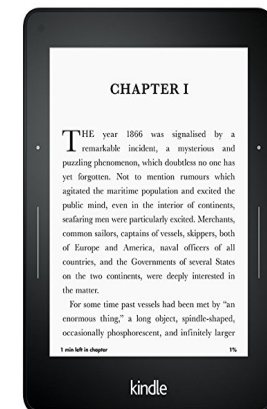 CHAPTER I
THE year 1866 was signalised by a
remarkable incident, a mysterious and
puzzling phenomenon, which doubtless no one has
yet forgotten. Not to mention rumours which
agitated the maritime population and excited the
public mind, even in the interior of continents,
seafaring men were particularly excited. Merchants,
common sailors, captains of vessels, skippers, both
of Europe and America, naval officers of all
countries, and the Governments of several States
on the two continents, were deeply interested in
the matter.
For some time past vessels had been met by “an
enormous thing,” a long object, spindle-shaped,
occasionally phosphorescent, and infinitely larger
1 min left in chapter 1%
kindle